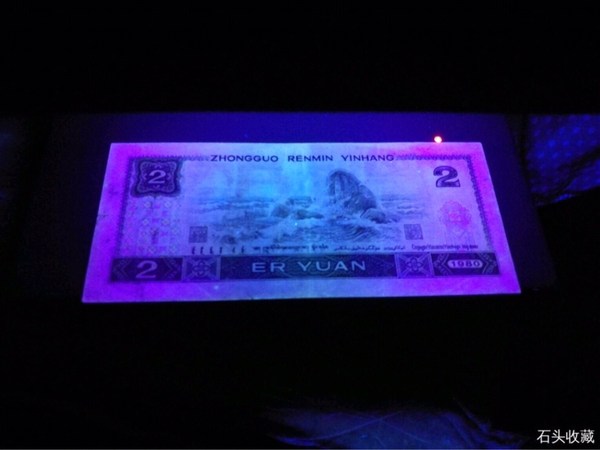 ZHONGGUO RENMIN YINHANG
2
2
2
ER YUAN
1980
石头收藏